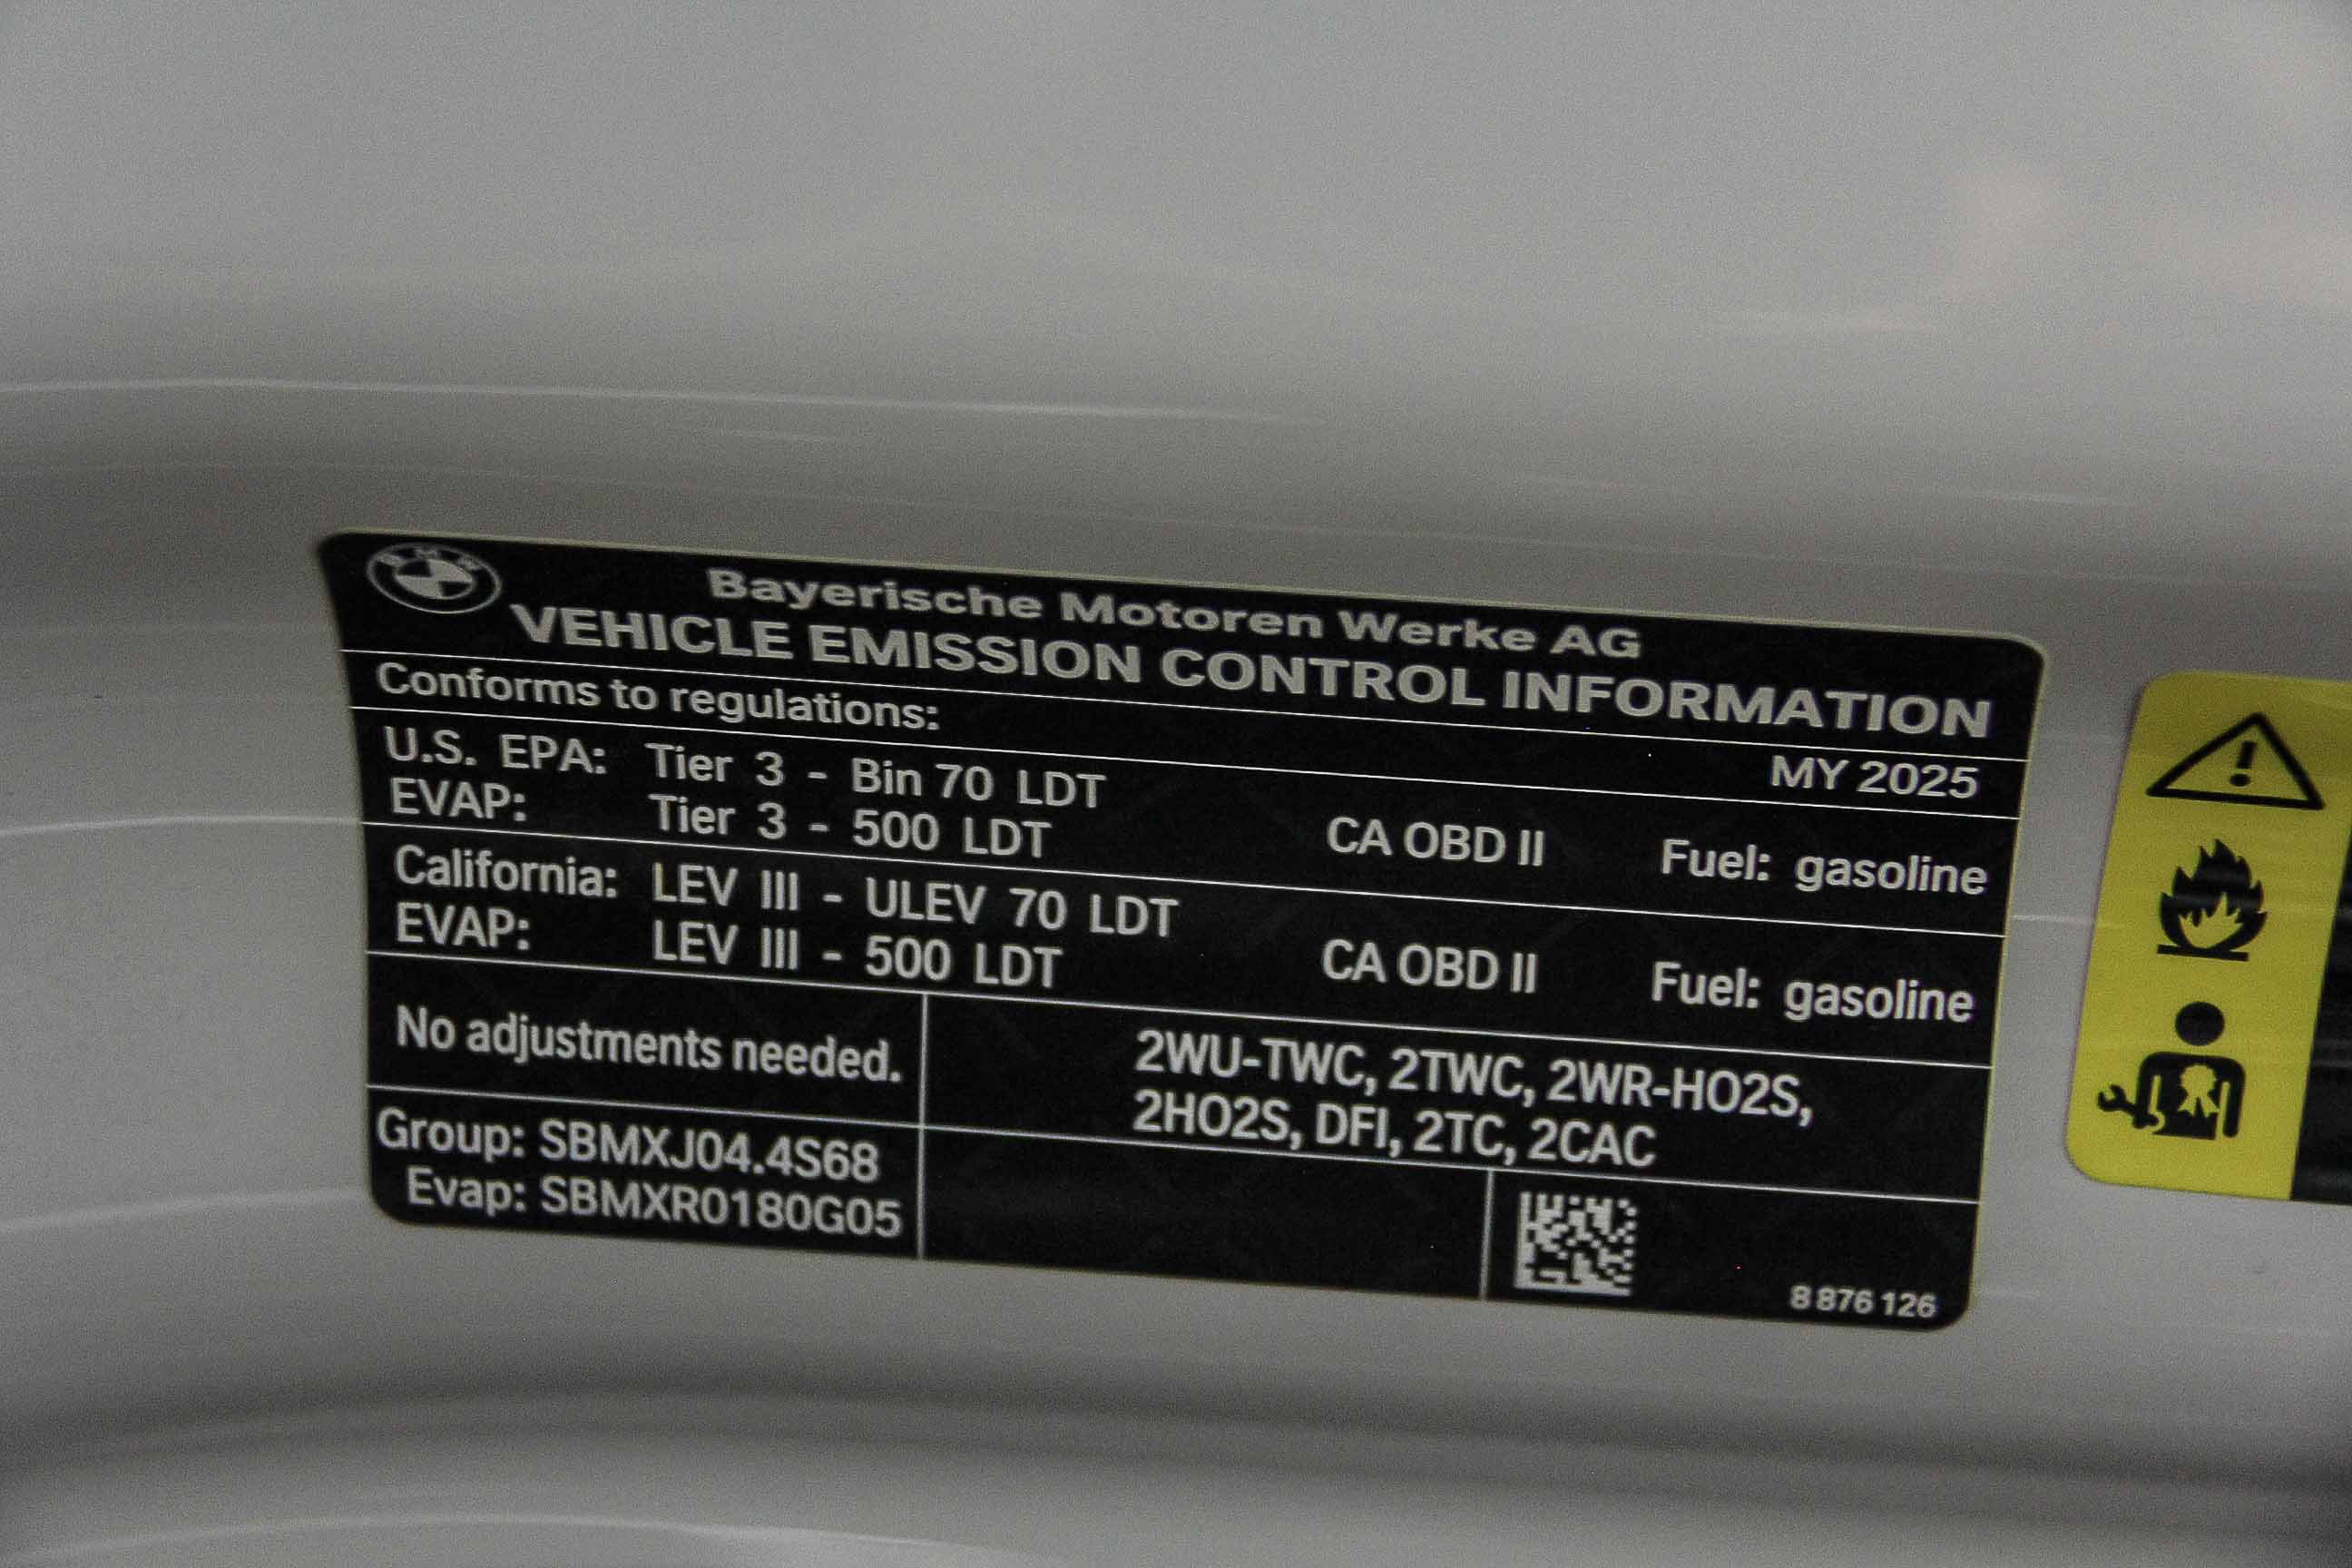 BMW
Bayerische Motoren Werke AG
VEHICLE EMISSION CONTROL INFORMATION
Conforms to regulations:
MY 2025
U.S. EPA: Tier 3 - Bin 70 LDT
EVAP: Tier 3 - 500 LDT
CA OBD II Fuel: gasoline
California: LEV III - ULEV 70 LDT
EVAP: LEV III - 500 LDT
CA OBD II Fuel: gasoline
No adjustments needed.
2WU-TWC, 2TWC, 2WR-HO2S,
2HO2S, DFI, 2TC, 2CAC
Group: SBMXJ04.4S68
Evap: SBMXR0180G05
8 876 126